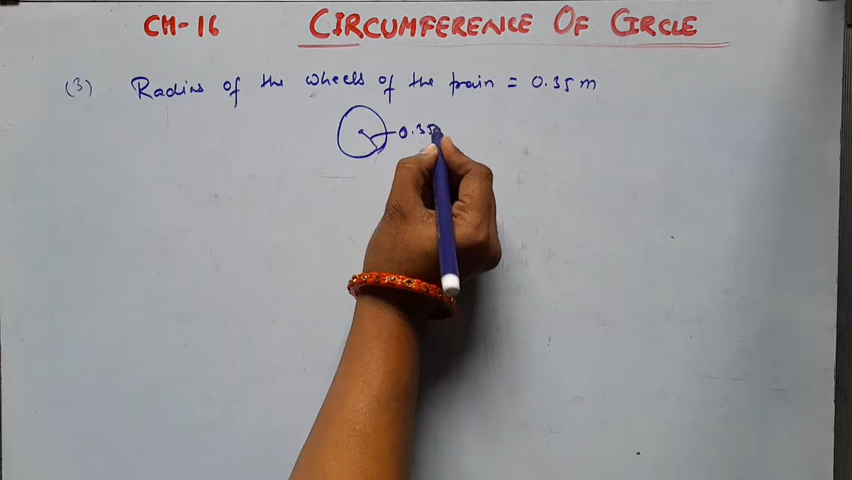 CH-16 CIRCUMFERENCE OF CIRCLE
(3) Radius of the wheels of the train = 0.35 m
0.35